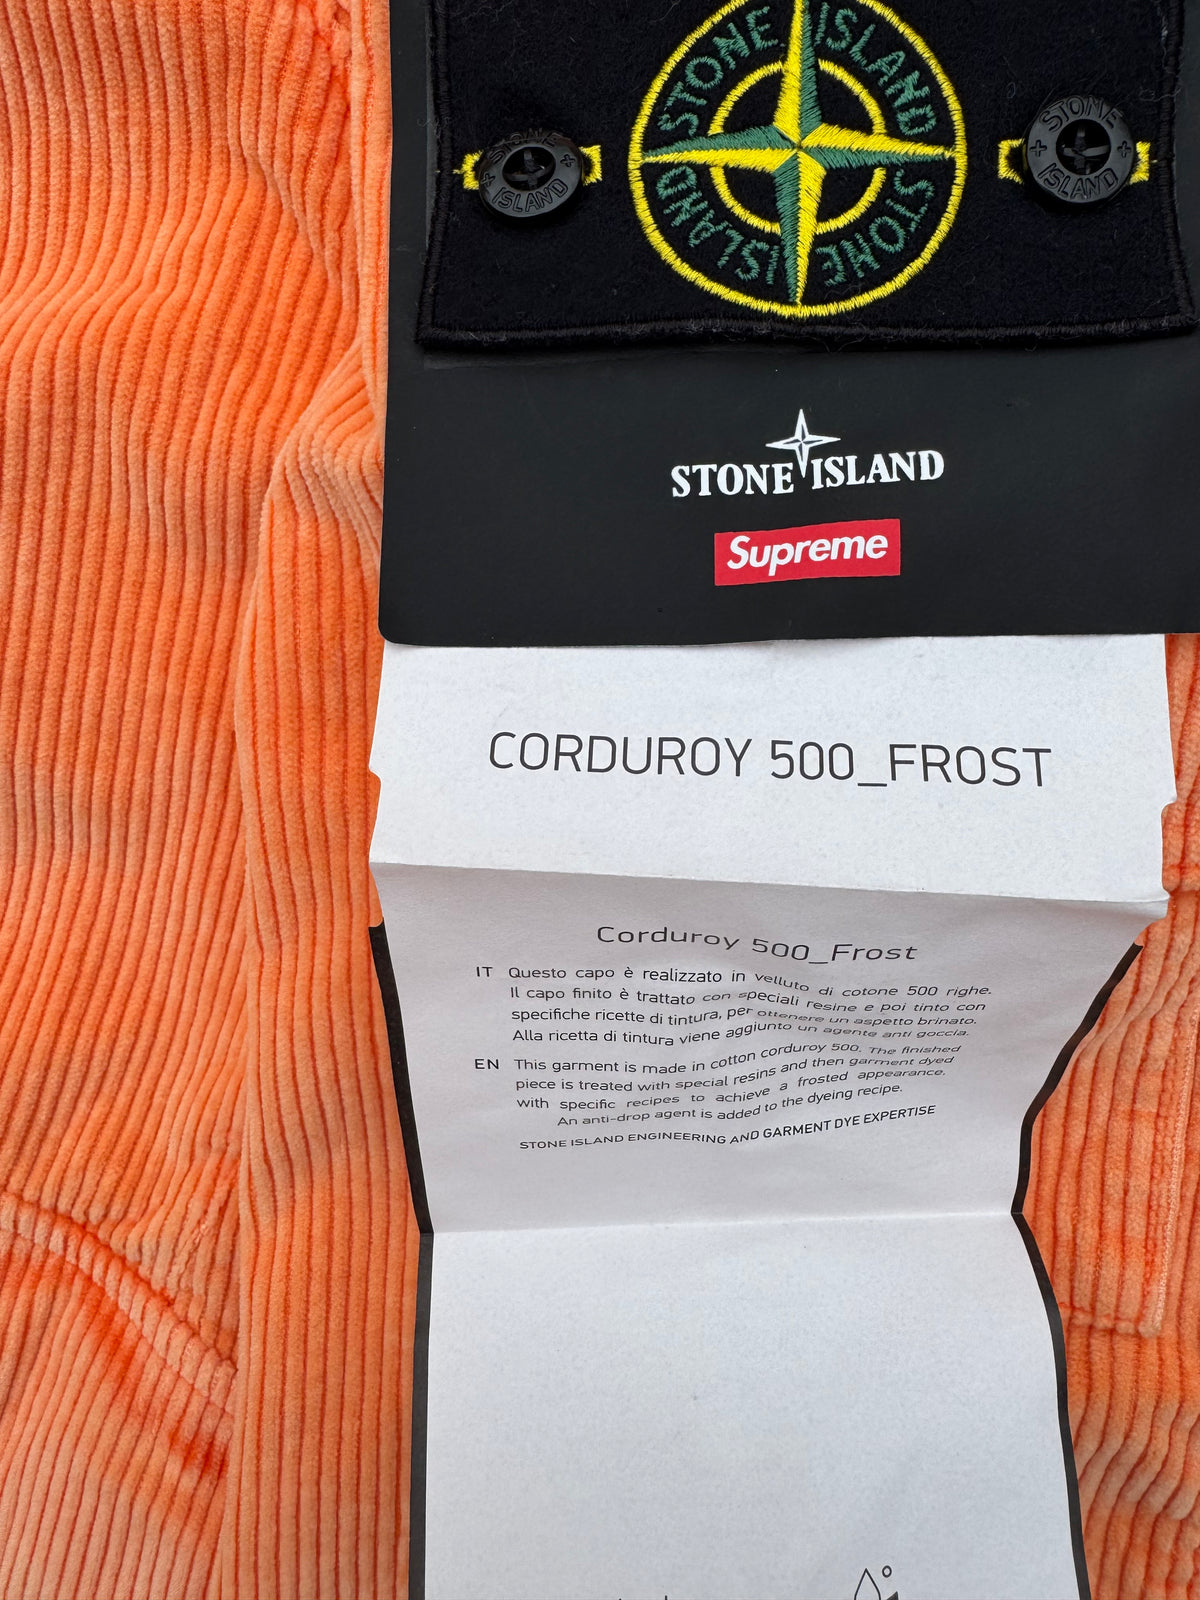 STONE ISLAND
STONE ISLAND
STONE
ISLAND
STONE
ISLAND
STONE ISLAND
Supreme
CORDUROY 500_FROST
Corduroy 500_Frost
IT Questo capo è realizzato in velluto di cotone 500 righe.
Il capo finito è trattato con speciali resine e poi tinto con
specifiche ricette di tintura, per ottenere un aspetto brinato.
Alla ricetta di tintura viene aggiunto un agente anti goccia.
EN This garment is made in cotton corduroy 500. The finished
piece is treated with special resins and then garment dyed
with specific recipes to achieve a frosted appearance.
An anti-drop agent is added to the dyeing recipe.
STONE ISLAND ENGINEERING AND GARMENT DYE EXPERTISE